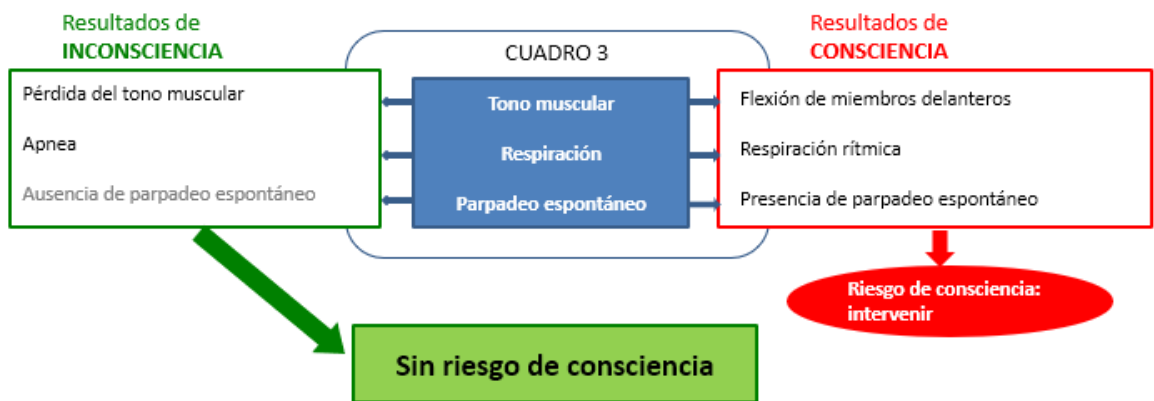 Resultados de
INCONSCIENCIA
Pérdida del tono muscular
Apnea
Ausencia de parpadeo espontáneo
CUADRO 3
Tono muscular
Respiración
Parpadeo espontáneo
Resultados de
CONSCIENCIA
Flexión de miembros delanteros
Respiración rítmica
Presencia de parpadeo espontáneo
Riesgo de consciencia:
intervenir
Sin riesgo de consciencia